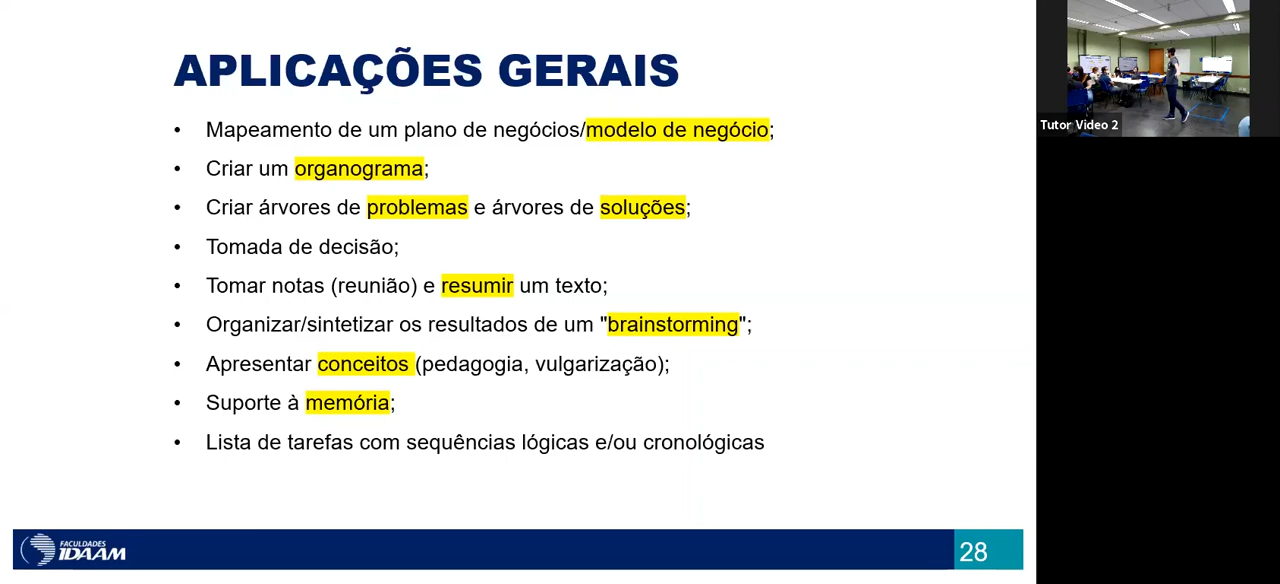 APLICAÇÕES GERAIS
• Mapeamento de um plano de negócios/modelo de negócio;
• Criar um organograma;
• Criar árvores de problemas e árvores de soluções;
• Tomada de decisão;
• Tomar notas (reunião) e resumir um texto;
• Organizar/sintetizar os resultados de um "brainstorming";
• Apresentar conceitos (pedagogia, vulgarização);
• Suporte à memória;
• Lista de tarefas com sequências lógicas e/ou cronológicas
Tutor Video 2
FACULDADES
IDAAM
28